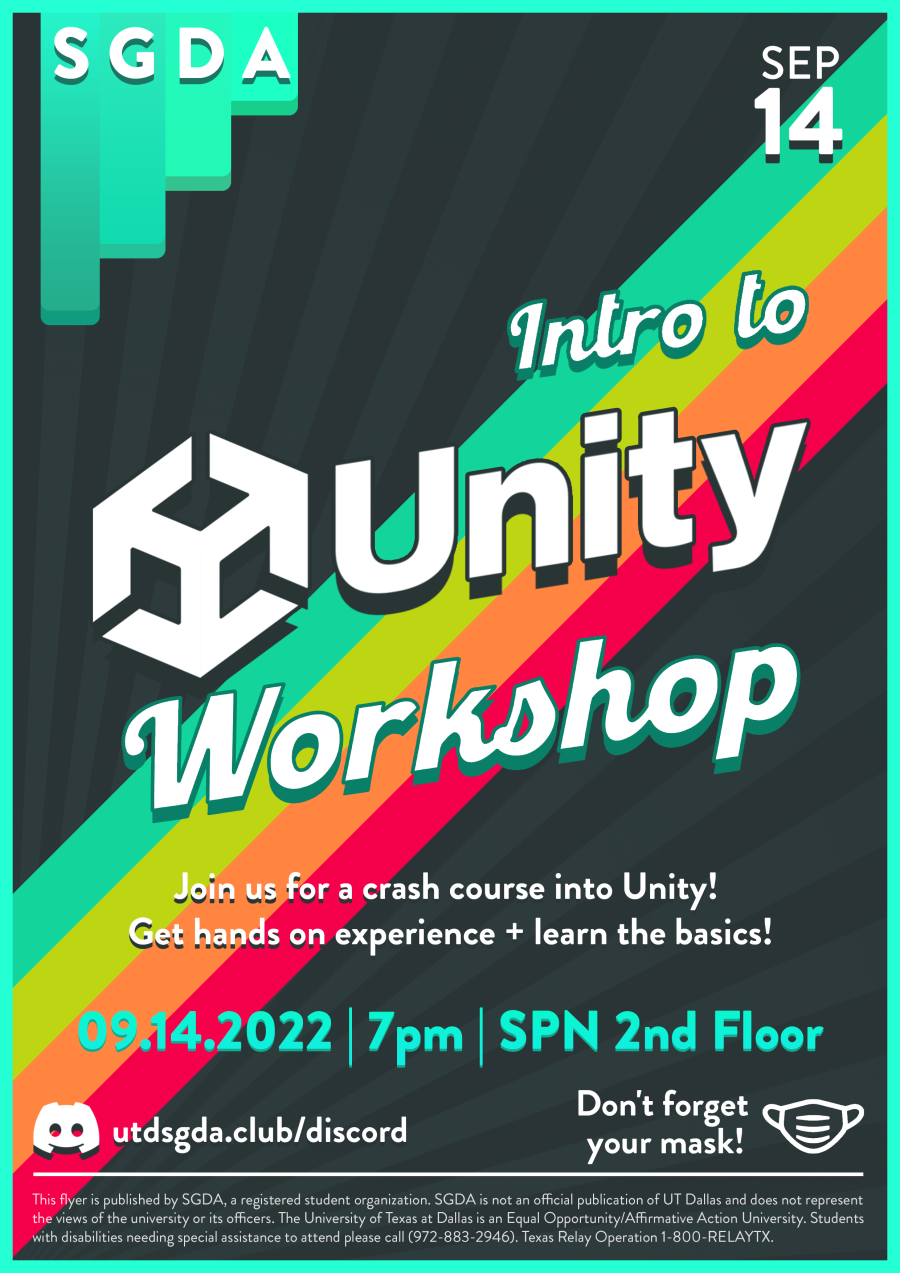 SGDA
SEP
14
Intro to
Unity
Workshop
Join us for a crash course into Unity!
Get hands on experience + learn the basics!
09.14.2022 | 7pm | SPN 2nd Floor
utdsgda.club/discord
Don't forget
your mask!
This flyer is published by SGDA, a registered student organization. SGDA is not an official publication of UT Dallas and does not represent
the views of the university or its officers. The University of Texas at Dallas is an Equal Opportunity/Affirmative Action University. Students
with disabilities needing special assistance to attend please call (972-883-2946). Texas Relay Operation 1-800-RELAYTX.